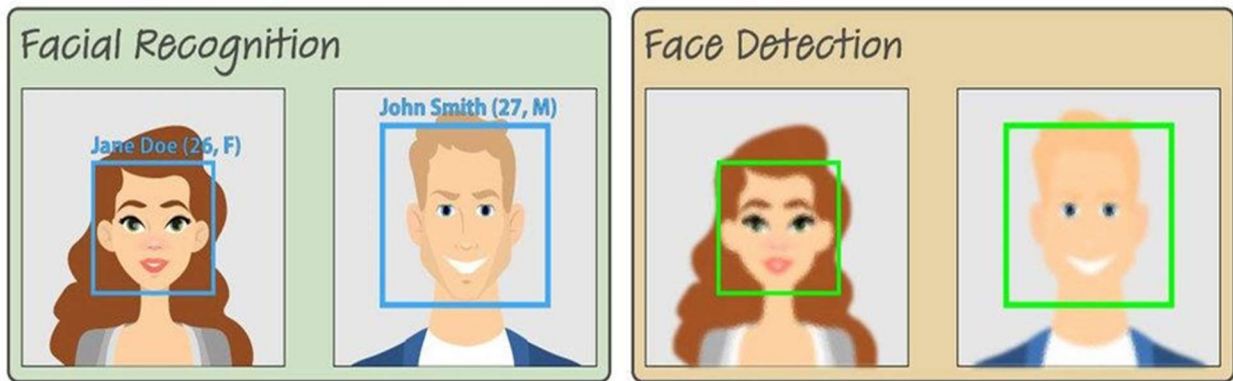 Facial Recognition
Jane Doe (26, F)
John Smith (27, M)
Face Detection